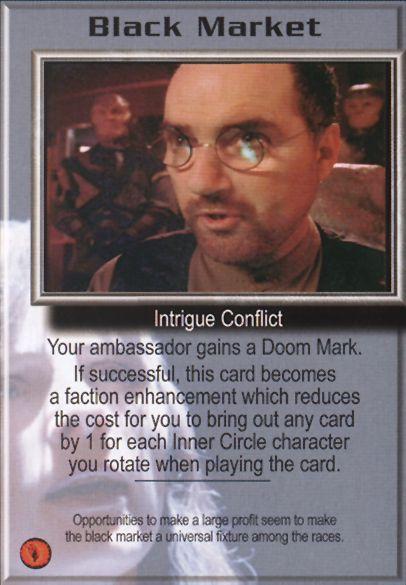 Black Market
Intrigue Conflict
Your ambassador gains a Doom Mark.
If successful, this card becomes
a faction enhancement which reduces
the cost for you to bring out any card
by 1 for each Inner Circle character
you rotate when playing the card.
Opportunities to make a large profit seem to make
the black market a universal fixture among the races.